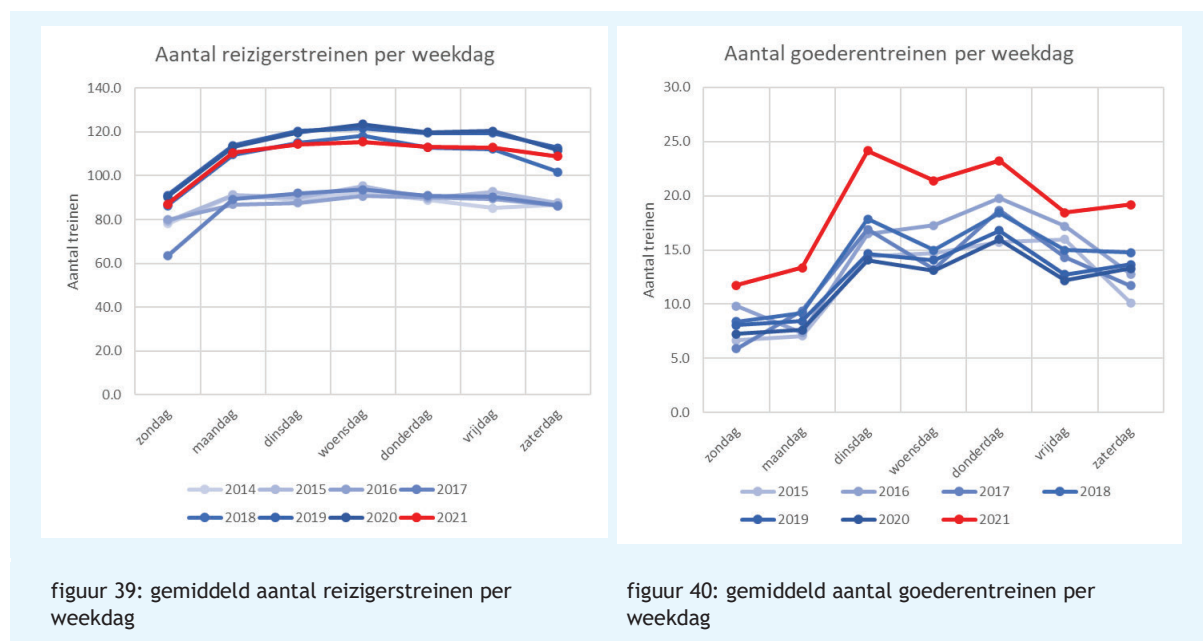 Aantal reizigerstreinen per weekdag
Aantal treinen
140.0
120.0
100.0
80.0
60.0
40.0
20.0
0.0
zondag
maandag
dinsdag
woensdag
donderdag
vrijdag
zaterdag
2014 2015 2016 2017
2018 2019 2020 2021
figuur 39: gemiddeld aantal reizigerstreinen per
weekdag
Aantal goederentreinen per weekdag
Aantal treinen
30.0
25.0
20.0
15.0
10.0
5.0
0.0
zondag
maandag
dinsdag
woensdag
donderdag
vrijdag
zaterdag
2015 2016 2017 2018
2019 2020 2021
figuur 40: gemiddeld aantal goederentreinen per
weekdag